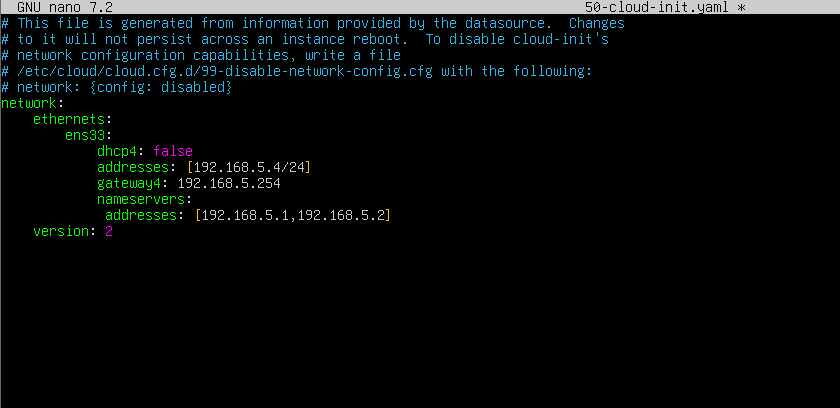 GNU nano 7.2 50-cloud-init.yaml *
# This file is generated from information provided by the datasource.  Changes
# to it will not persist across an instance reboot.  To disable cloud-init's
# network configuration capabilities, write a file
# /etc/cloud/cloud.cfg.d/99-disable-network-config.cfg with the following:
# network: {config: disabled}
network:
    ethernets:
        ens33:
            dhcp4: false
            addresses: [192.168.5.4/24]
            gateway4: 192.168.5.254
            nameservers:
             addresses: [192.168.5.1,192.168.5.2]
    version: 2